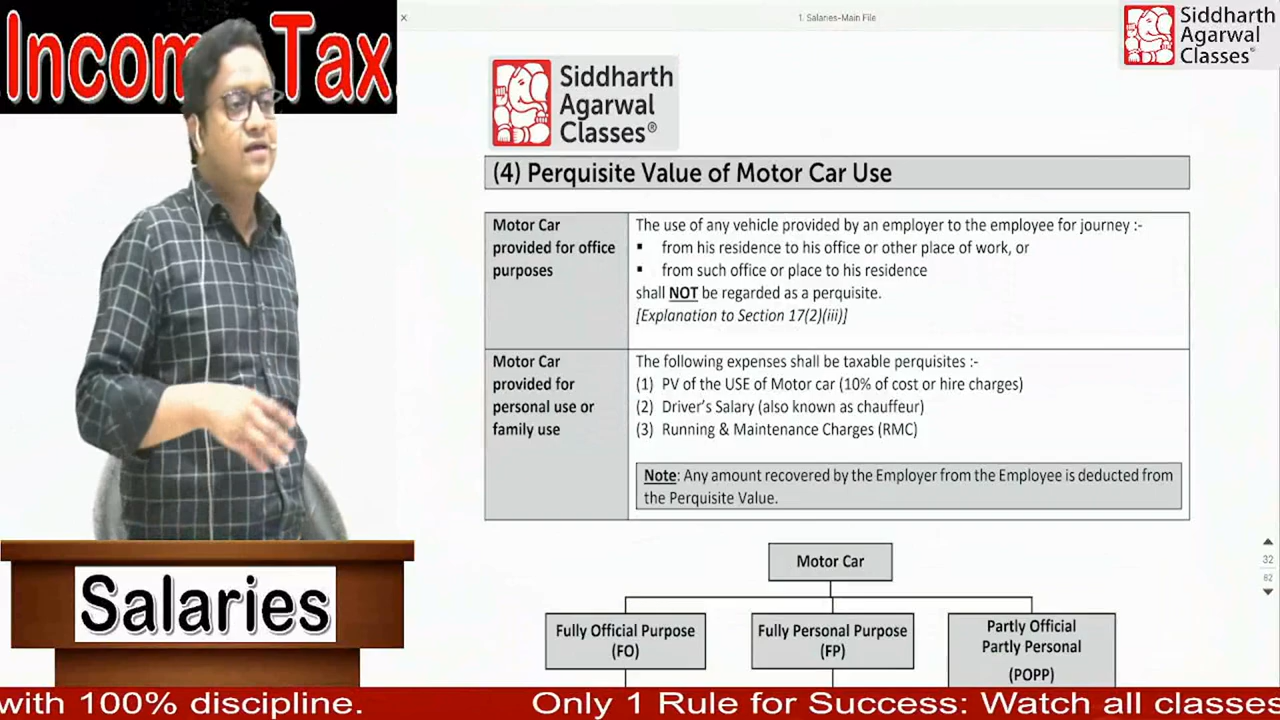 Income Tax
×
1. Salaries-Main File
Siddharth
Agarwal
Classes®
Siddharth
Agarwal
Classes®
(4) Perquisite Value of Motor Car Use
Motor Car
provided for office
purposes
The use of any vehicle provided by an employer to the employee for journey :-
▪ from his residence to his office or other place of work, or
▪ from such office or place to his residence
shall NOT be regarded as a perquisite.
[Explanation to Section 17(2)(iii)]
Motor Car
provided for
personal use or
family use
The following expenses shall be taxable perquisites :-
(1) PV of the USE of Motor car (10% of cost or hire charges)
(2) Driver's Salary (also known as chauffeur)
(3) Running & Maintenance Charges (RMC)
Note: Any amount recovered by the Employer from the Employee is deducted from
the Perquisite Value.
Motor Car
Fully Official Purpose
(FO)
Fully Personal Purpose
(FP)
Partly Official
Partly Personal
(POPP)
32
62
Salaries
with 100% discipline. Only 1 Rule for Success: Watch all classes